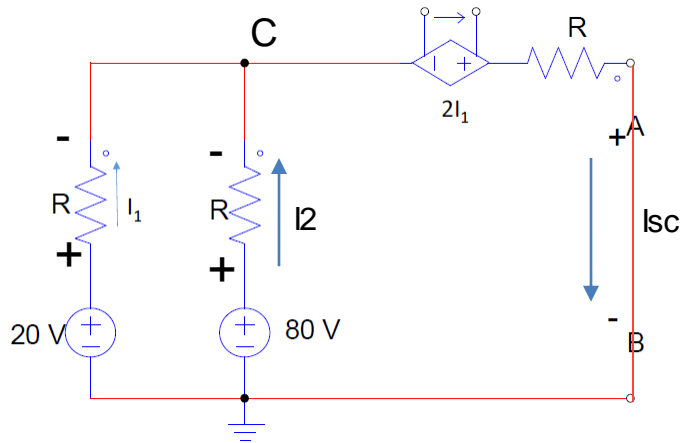 C
R
2I₁
-
-
+
A
R
I₁
R
I2
Isc
+
+
20 V
+
-
+
-
80 V
-
B